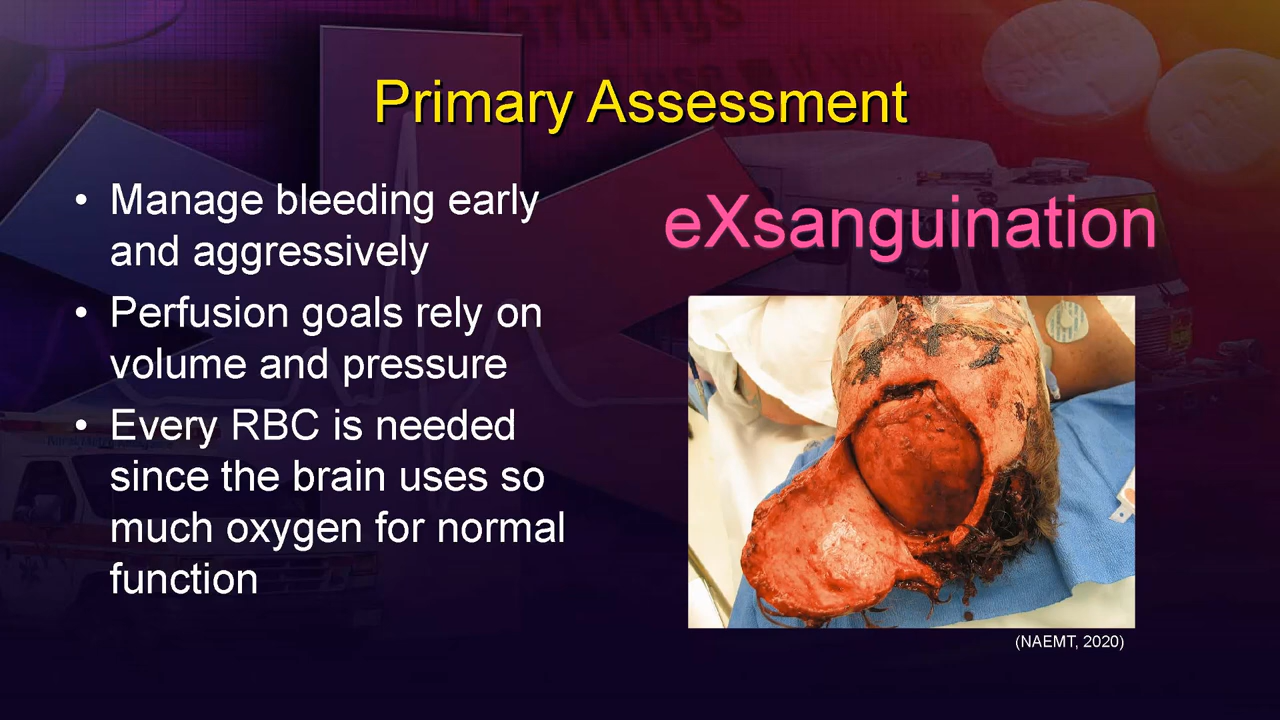 Primary Assessment
• Manage bleeding early
and aggressively
• Perfusion goals rely on
volume and pressure
• Every RBC is needed
since the brain uses so
much oxygen for normal
function
eXsanguination
(NAEMT, 2020)